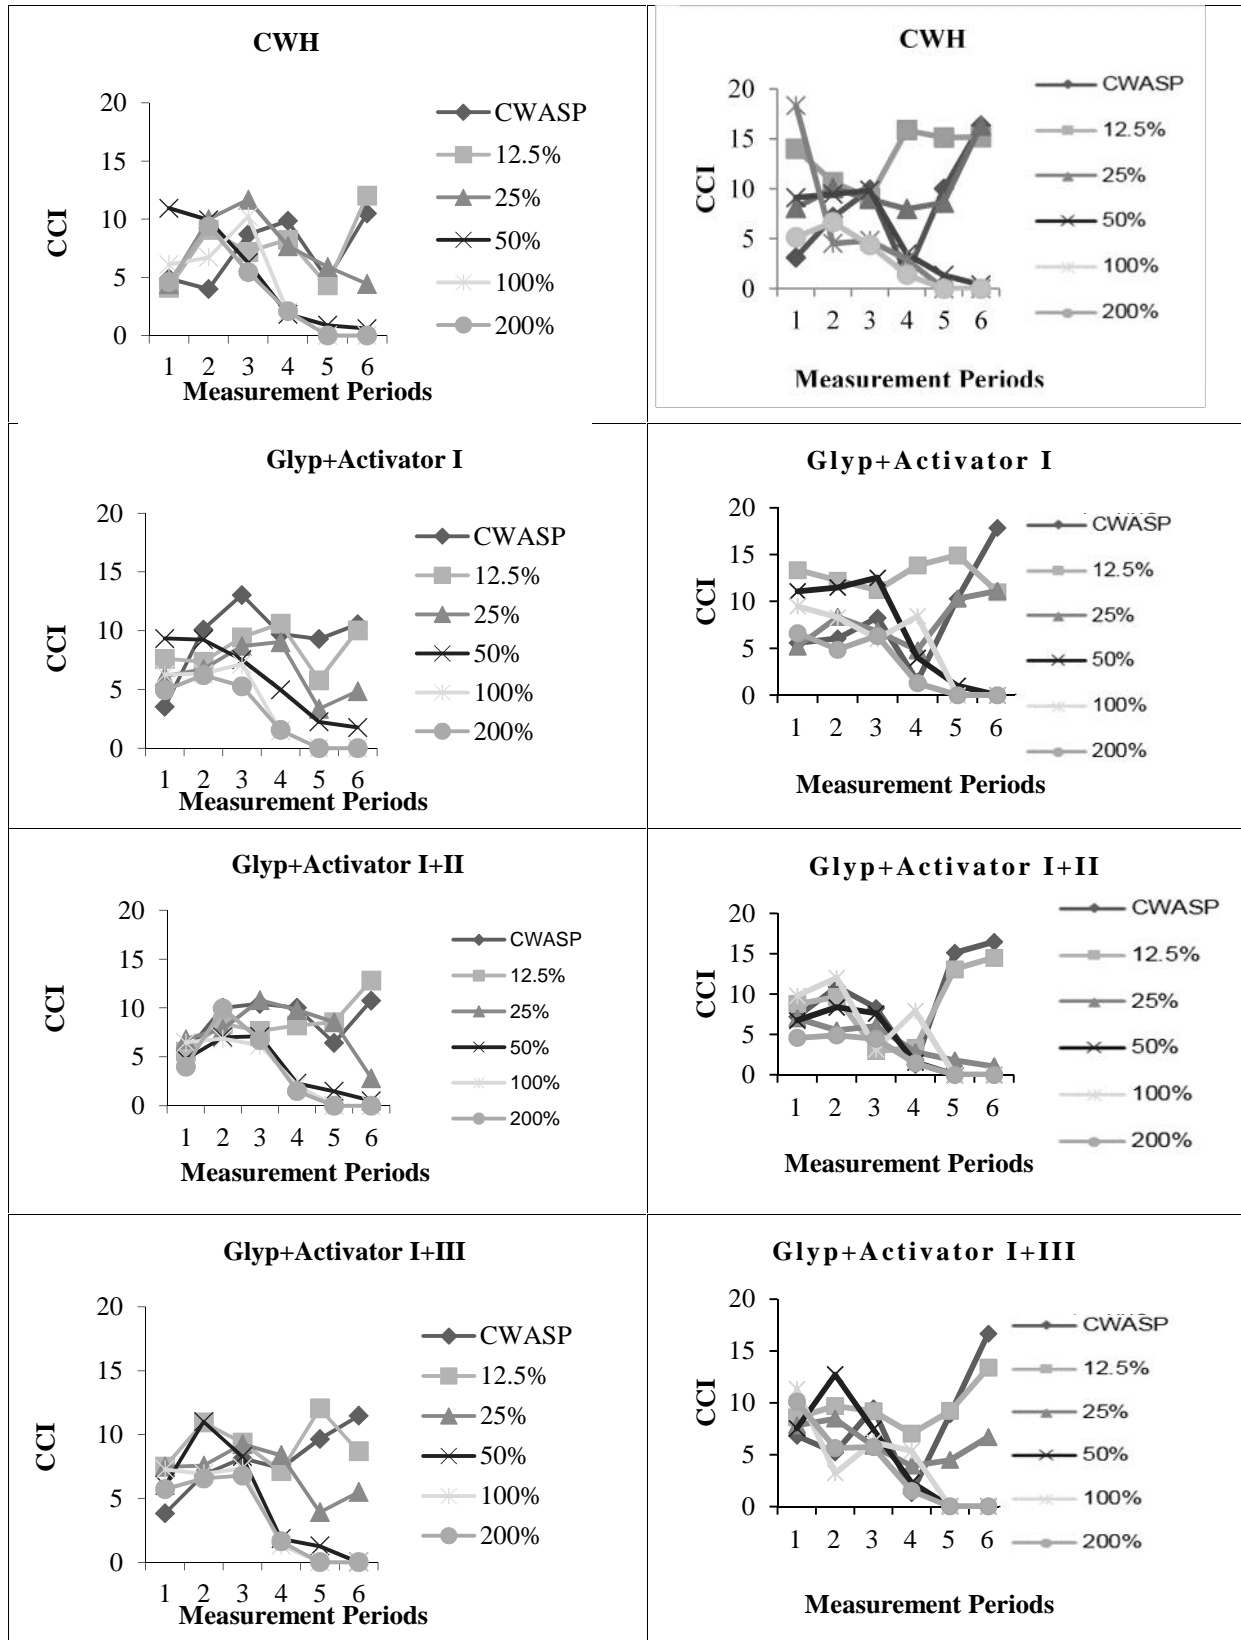 CWH
20
15
10
5
0
CCI
1 2 3 4 5 6
Measurement Periods
CWASP
12.5%
25%
50%
100%
200%
CWH
20
15
10
5
0
CCI
1 2 3 4 5 6
Measurement Periods
CWASP
12.5%
25%
50%
100%
200%
Glyp+Activator I
20
15
10
5
0
CCI
1 2 3 4 5 6
Measurement Periods
CWASP
12.5%
25%
50%
100%
200%
Glyp+Activator I
20
15
10
5
0
CCI
1 2 3 4 5 6
Measurement Periods
CWASP
12.5%
25%
50%
100%
200%
Glyp+Activator I+II
20
15
10
5
0
CCI
1 2 3 4 5 6
Measurement Periods
CWASP
12.5%
25%
50%
100%
200%
Glyp+Activator I+II
20
15
10
5
0
CCI
1 2 3 4 5 6
Measurement Periods
CWASP
12.5%
25%
50%
100%
200%
Glyp+Activator I+III
20
15
10
5
0
CCI
1 2 3 4 5 6
Measurement Periods
CWASP
12.5%
25%
50%
100%
200%
Glyp+Activator I+III
20
15
10
5
0
CCI
1 2 3 4 5 6
Measurement Periods
CWASP
12.5%
25%
50%
100%
200%